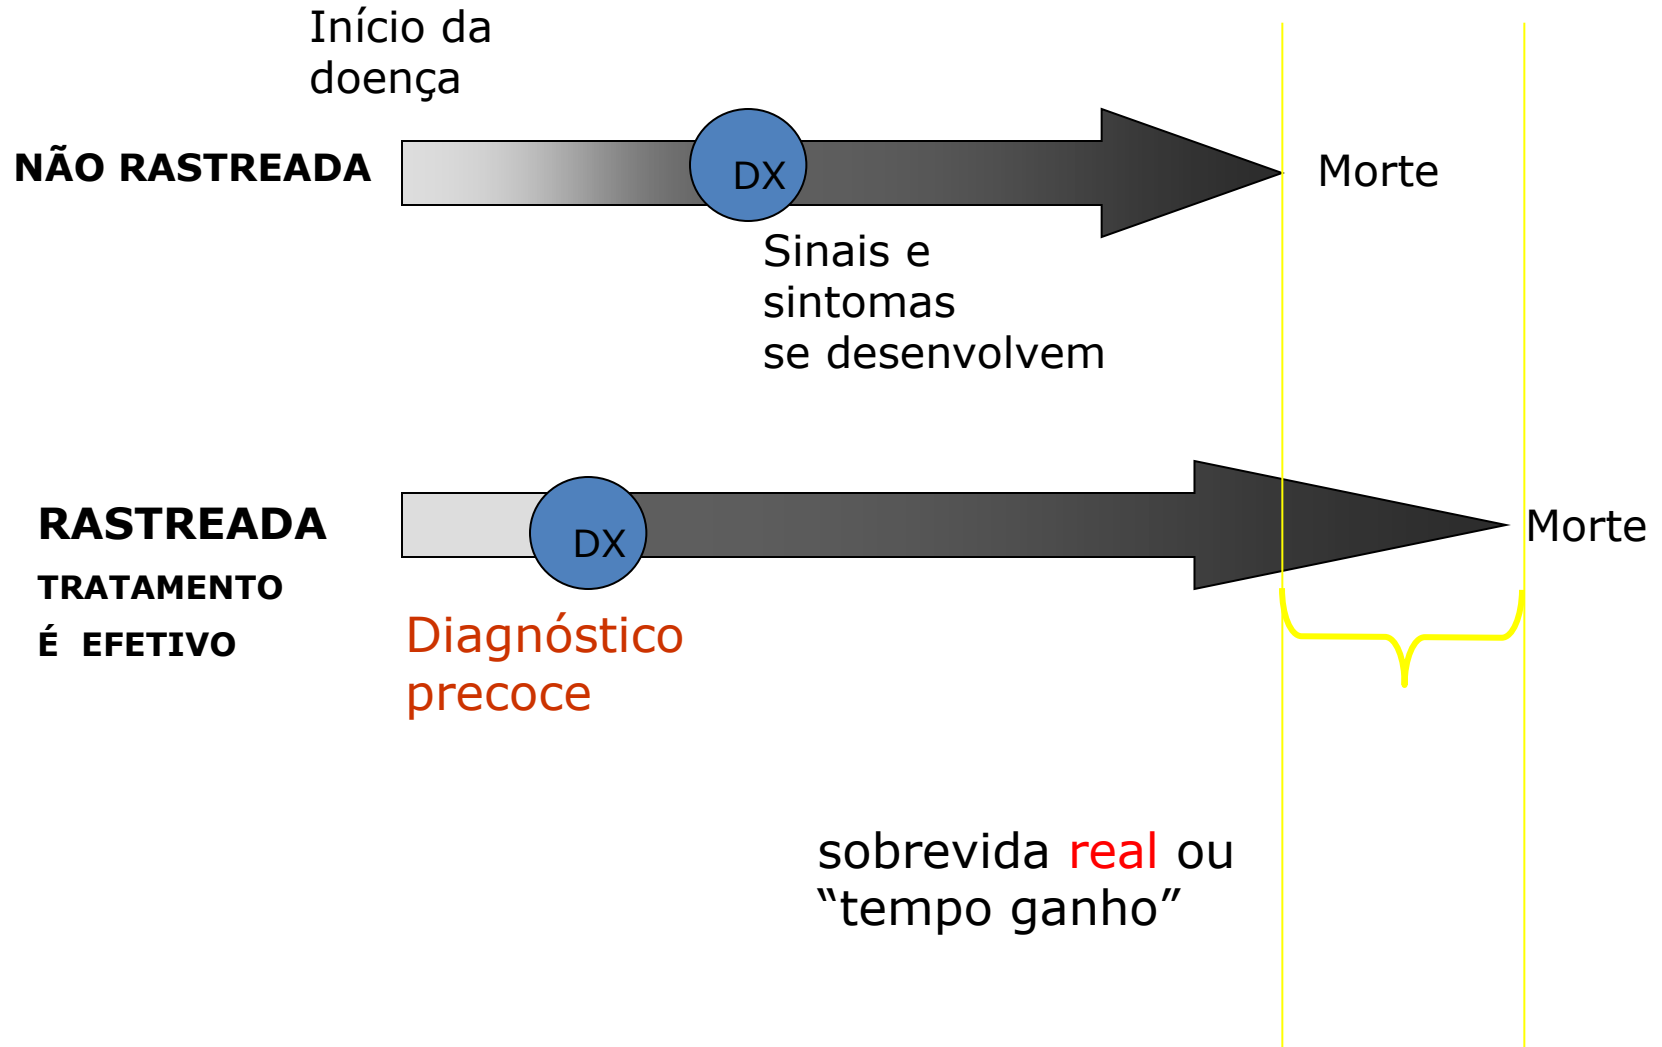 Início da
doença
NÃO RASTREADA
DX
Morte
Sinais e
sintomas
se desenvolvem
RASTREADA
TRATAMENTO
É EFETIVO
DX
Morte
Diagnóstico
precoce
sobrevida real ou
“tempo ganho”